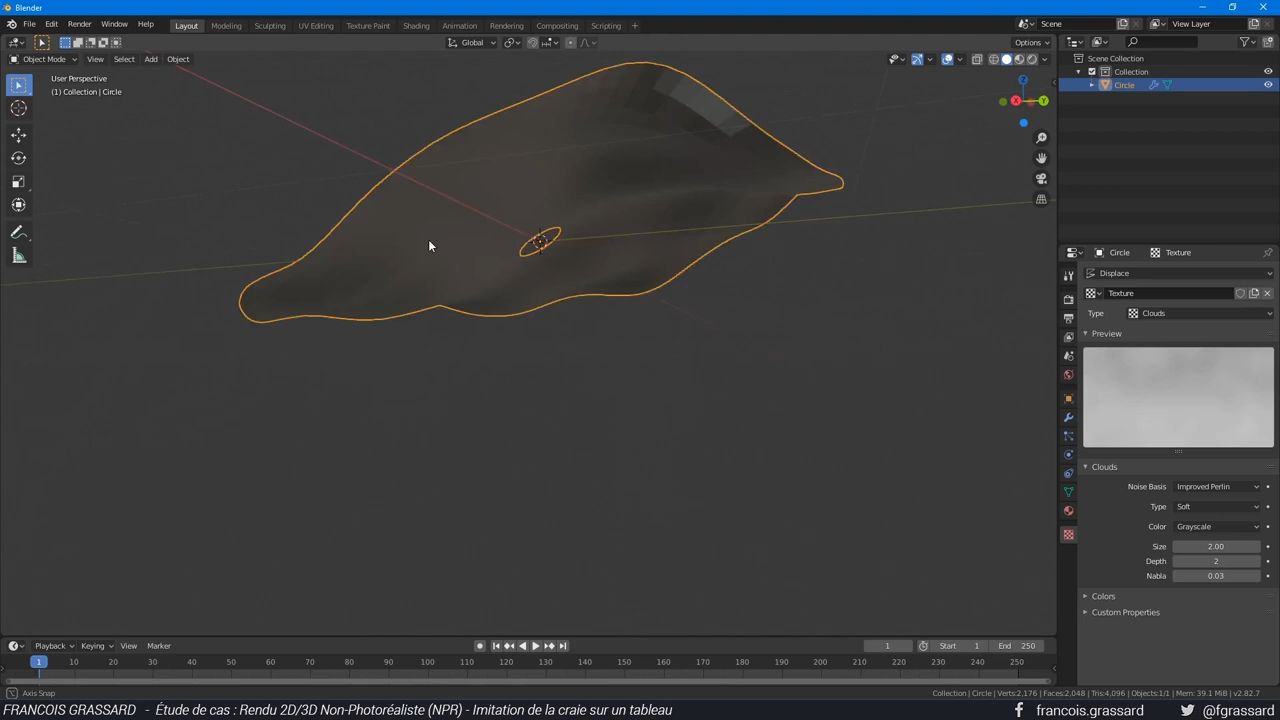 Blender
File Edit Render Window Help Layout Modeling Sculpting UV Editing Texture Paint Shading Animation Rendering Compositing Scripting + Scene View Layer
Global Options
Object Mode View Select Add Object
User Perspective
(1) Collection | Circle
Scene Collection
Collection
Circle
Z
X Y
Circle Texture
Displace
Texture
Type Clouds
Preview
Clouds
Noise Basis Improved Perlin
Type Soft
Color Grayscale
Size 2.00
Depth 2
Nabla 0.03
Colors
Custom Properties
Playback Keying View Marker 1 Start 1 End 250
1 10 20 30 40 50 60 70 80 90 100 110 120 130 140 150 160 170 180 190 200 210 220 230 240 250
Axis Snap Collection | Circle | Verts:2,176 | Faces:2,048 | Tris:4,096 | Objects:1/1 | Mem: 39.1 MiB | v2.82.7
FRANCOIS GRASSARD - Étude de cas : Rendu 2D/3D Non-Photoréaliste (NPR) - Imitation de la craie sur un tableau francois.grassard @fgrassard